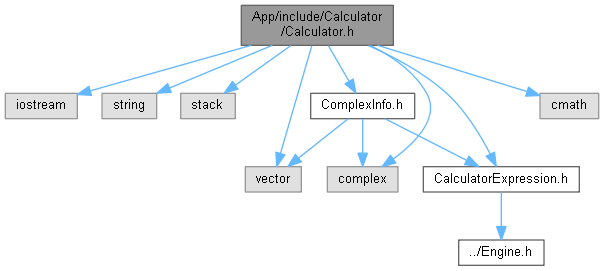 App/include/Calculator
/Calculator.h
iostream
string
stack
ComplexInfo.h
cmath
vector
complex
CalculatorExpression.h
../Engine.h